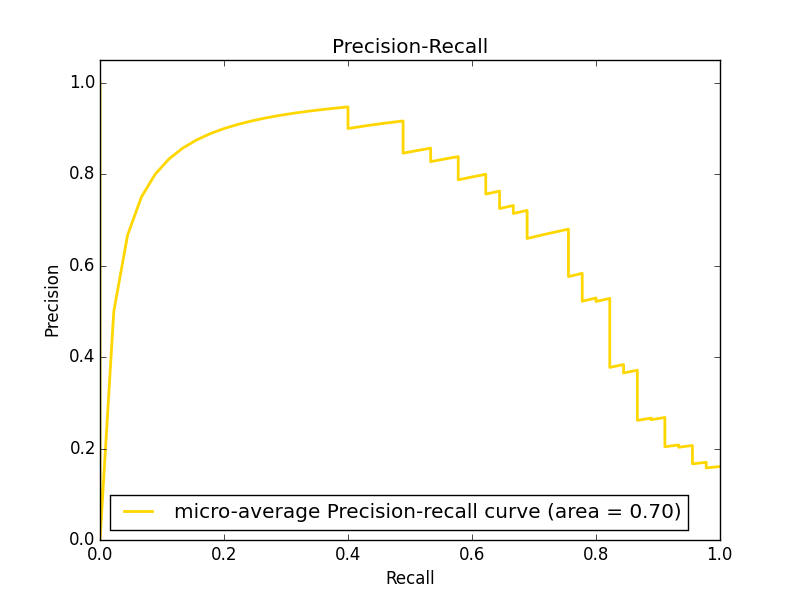 Precision-Recall
1.0
0.8
0.6
0.4
0.2
0.0
Precision
micro-average Precision-recall curve (area = 0.70)
0.0 0.2 0.4 0.6 0.8 1.0
Recall